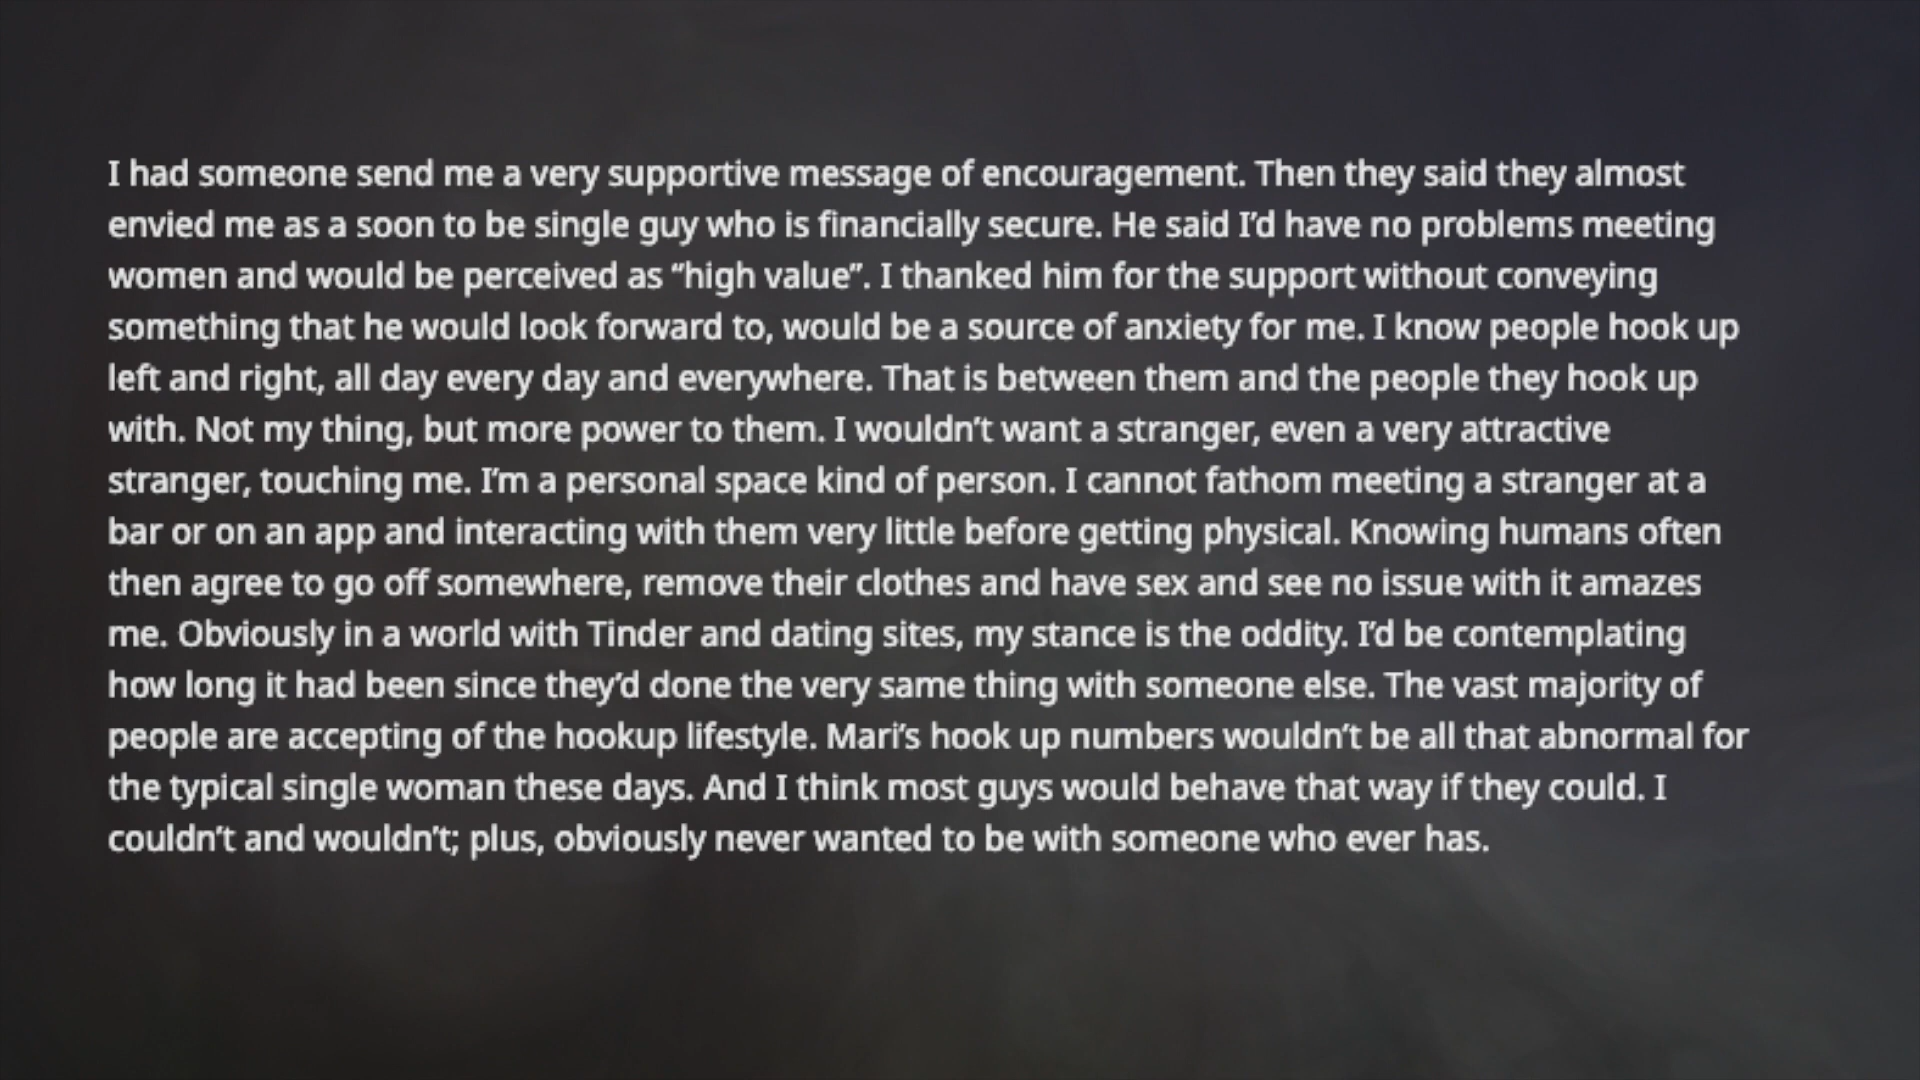 I had someone send me a very supportive message of encouragement. Then they said they almost
envied me as a soon to be single guy who is financially secure. He said I’d have no problems meeting
women and would be perceived as “high value”. I thanked him for the support without conveying
something that he would look forward to, would be a source of anxiety for me. I know people hook up
left and right, all day every day and everywhere. That is between them and the people they hook up
with. Not my thing, but more power to them. I wouldn’t want a stranger, even a very attractive
stranger, touching me. I’m a personal space kind of person. I cannot fathom meeting a stranger at a
bar or on an app and interacting with them very little before getting physical. Knowing humans often
then agree to go off somewhere, remove their clothes and have sex and see no issue with it amazes
me. Obviously in a world with Tinder and dating sites, my stance is the oddity. I’d be contemplating
how long it had been since they’d done the very same thing with someone else. The vast majority of
people are accepting of the hookup lifestyle. Mari’s hook up numbers wouldn’t be all that abnormal for
the typical single woman these days. And I think most guys would behave that way if they could. I
couldn’t and wouldn’t; plus, obviously never wanted to be with someone who ever has.